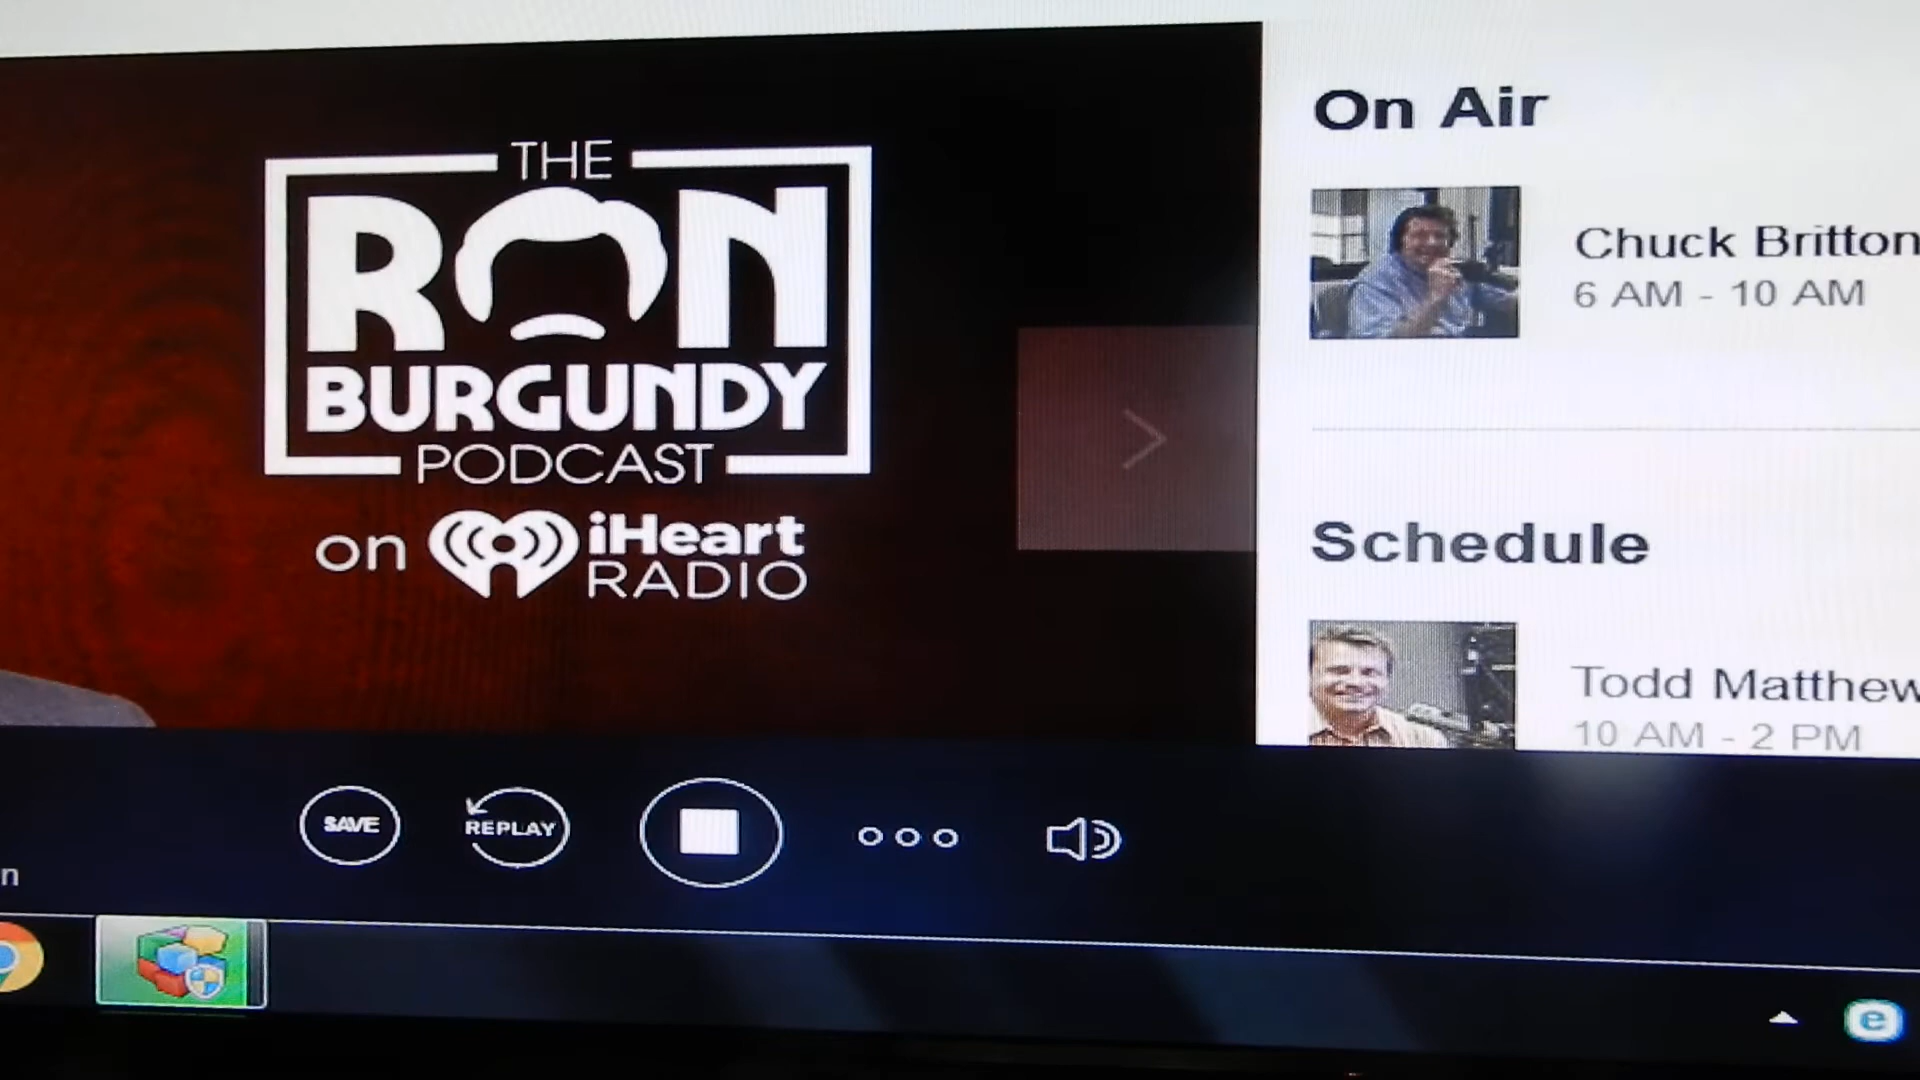 THE
RON
BURGUNDY
PODCAST
on iHeart
RADIO
On Air
Chuck Britton
6 AM - 10 AM
Schedule
Todd Matthew
10 AM - 2 PM
SAVE
REPLAY
n
e